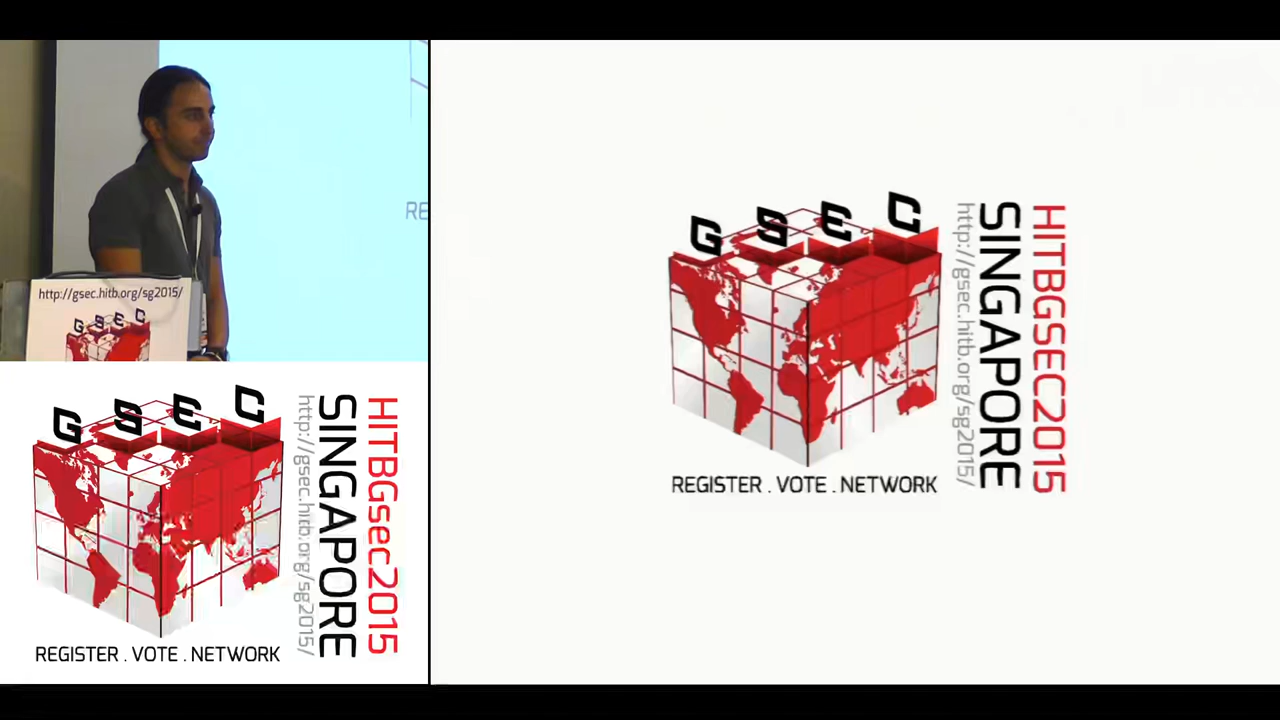 RE
http://gsec.hitb.org/sg2015/
G S E C
G S E C
HITBGsec2015
SINGAPORE
http://gsec.hitb.org/sg2015/
REGISTER . VOTE . NETWORK
G S E C
HITBGSEC2015
SINGAPORE
http://gsec.hitb.org/sg2015/
REGISTER . VOTE . NETWORK